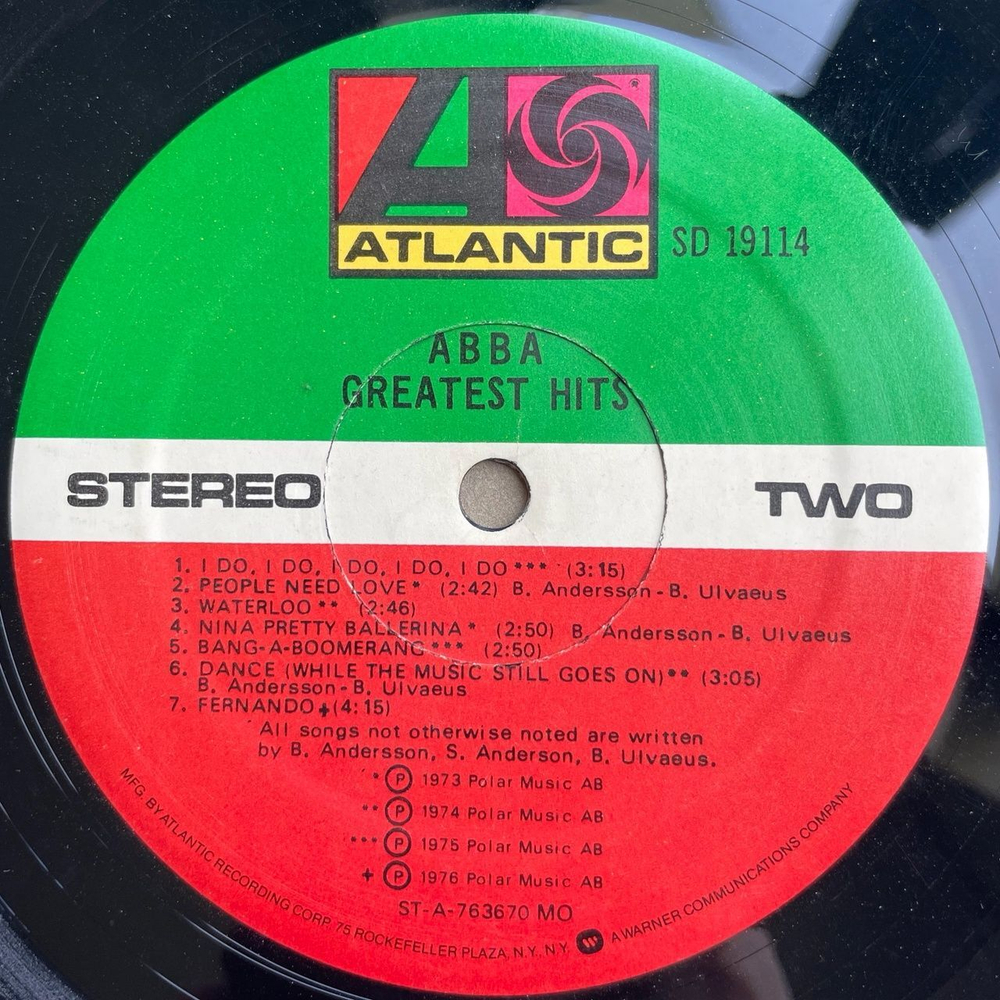 A
®
ATLANTIC
SD 19114
ABBA
GREATEST HITS
STEREO
TWO
1. I DO, I DO, I DO, I DO, I DO*** (3:15)
2. PEOPLE NEED LOVE* (2:42) B. Andersson-B. Ulvaeus
3. WATERLOO** (2:46)
4. NINA PRETTY BALLERINA* (2:50) B. Andersson-B. Ulvaeus
5. BANG-A-BOOMERANG*** (2:50)
6. DANCE (WHILE THE MUSIC STILL GOES ON)** (3:05)
B. Andersson-B. Ulvaeus
7. FERNANDO+(4:15)
All songs not otherwise noted are written
by B. Andersson, S. Anderson, B. Ulvaeus.
* ℗ 1973 Polar Music AB
** ℗ 1974 Polar Music AB
*** ℗ 1975 Polar Music AB
+ ℗ 1976 Polar Music AB
ST-A-763670 MO
MFG. BY ATLANTIC RECORDING CORP. 75 ROCKEFELLER PLAZA, N.Y., N.Y. A WARNER COMMUNICATIONS COMPANY